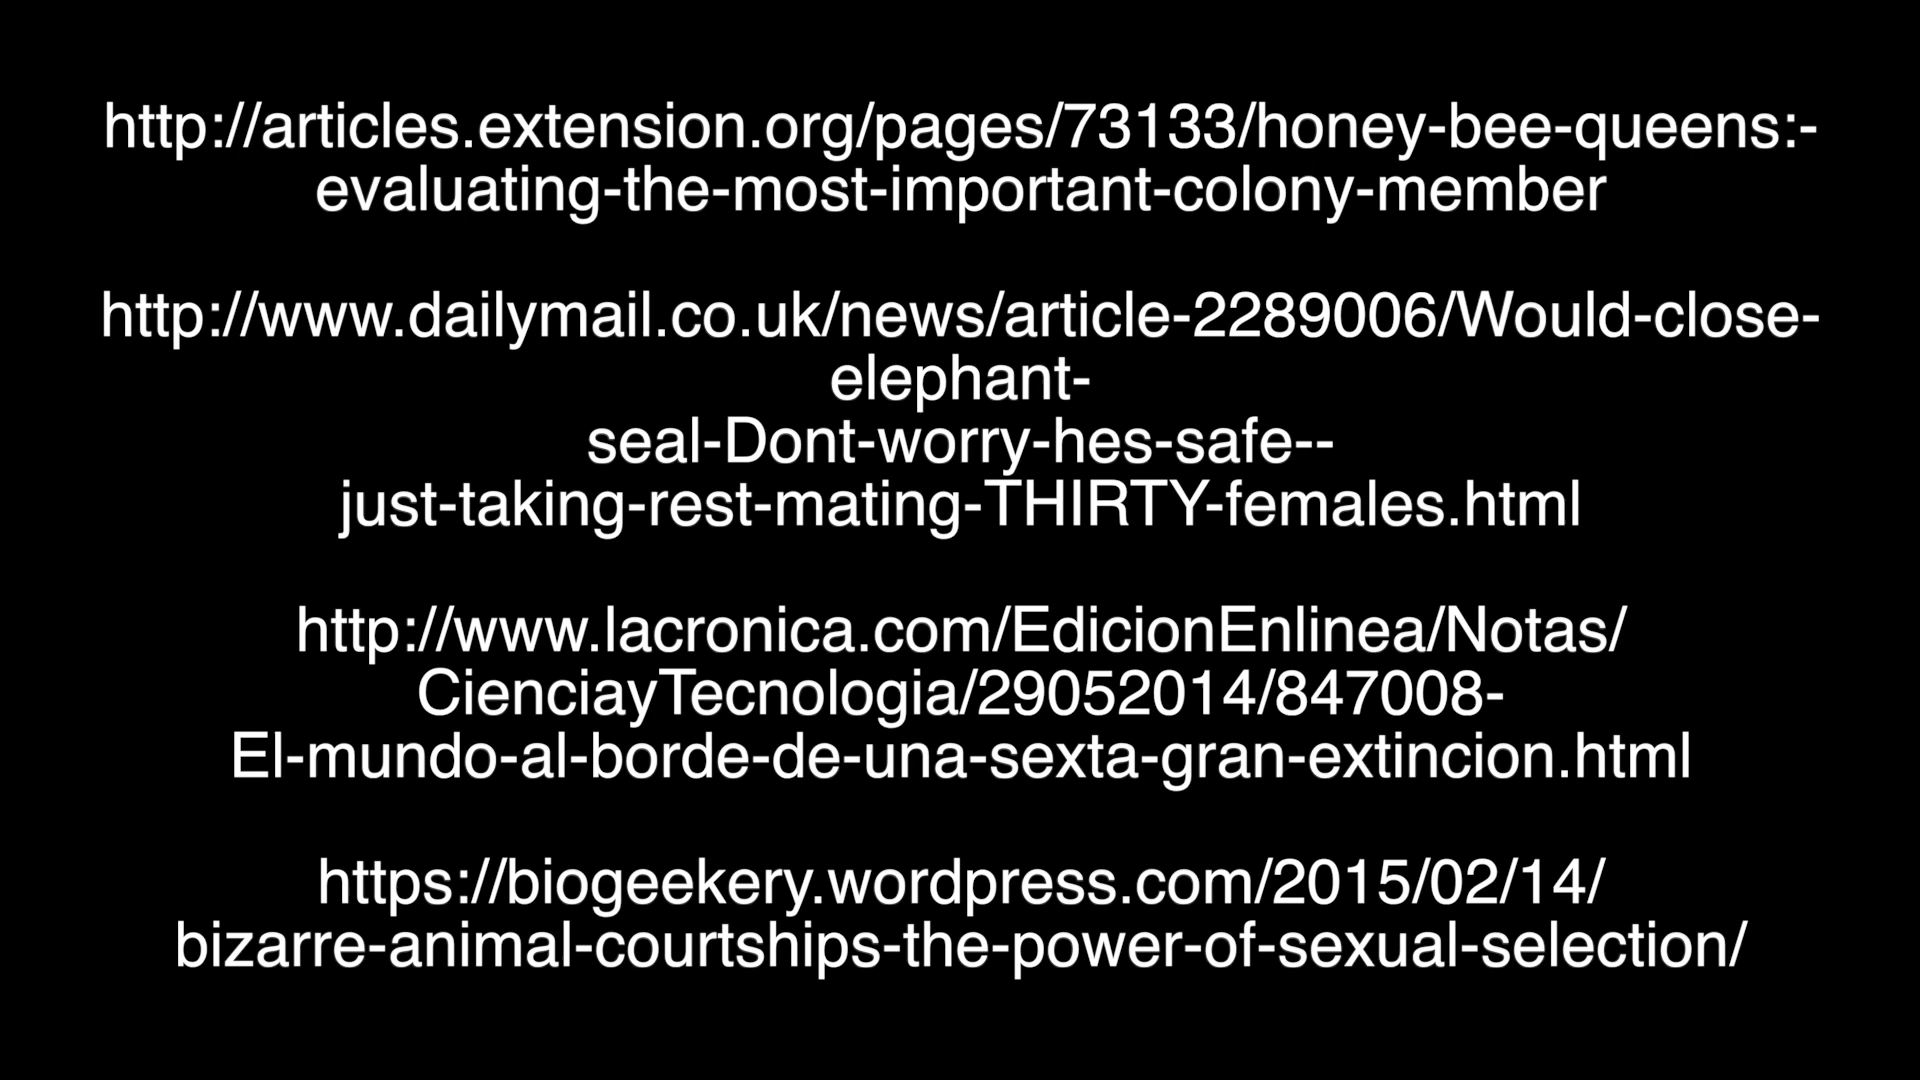 http://articles.extension.org/pages/73133/honey-bee-queens:-
evaluating-the-most-important-colony-member
http://www.dailymail.co.uk/news/article-2289006/Would-close-
elephant-
seal-Dont-worry-hes-safe--
just-taking-rest-mating-THIRTY-females.html
http://www.lacronica.com/EdicionEnlinea/Notas/
CienciayTecnologia/29052014/847008-
El-mundo-al-borde-de-una-sexta-gran-extincion.html
https://biogeekery.wordpress.com/2015/02/14/
bizarre-animal-courtships-the-power-of-sexual-selection/